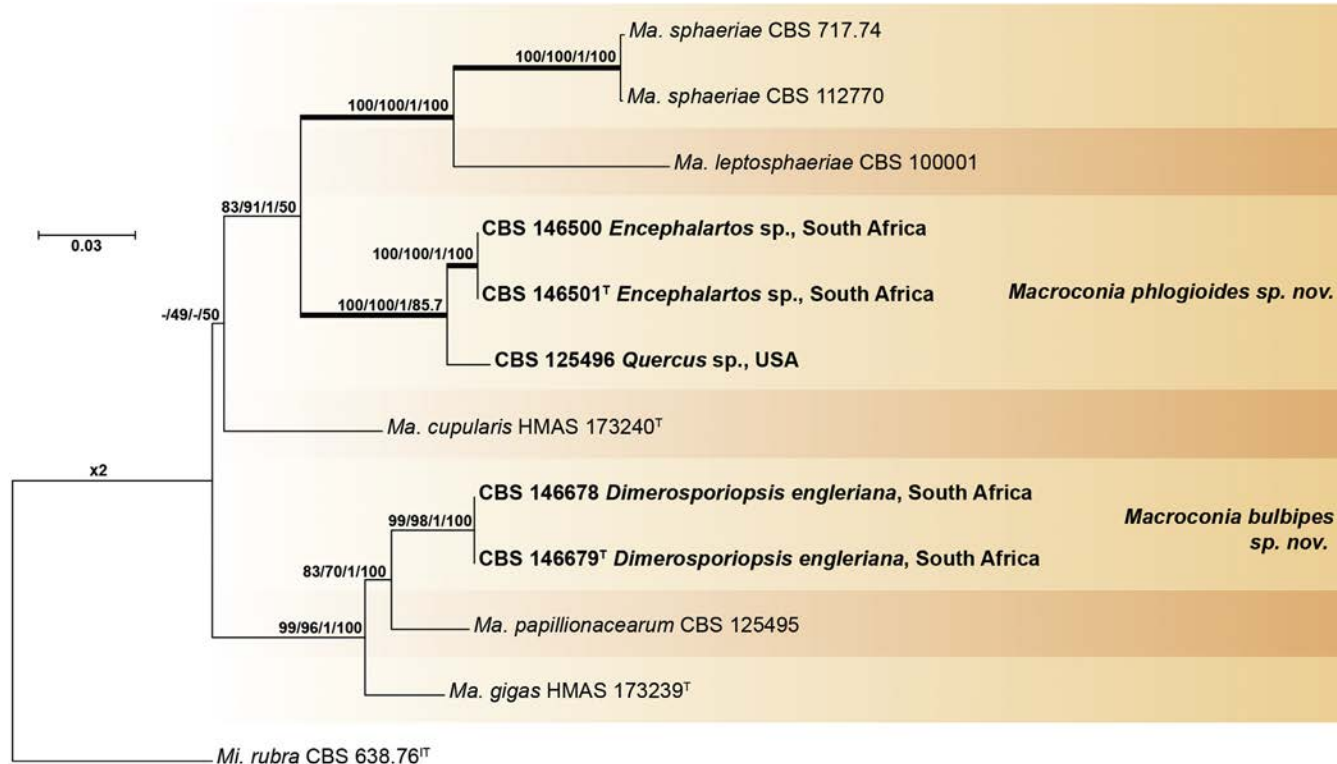 Ma. sphaeriae CBS 717.74
100/100/1/100
Ma. sphaeriae CBS 112770
100/100/1/100
Ma. leptosphaeriae CBS 100001
83/91/1/50
0.03
CBS 146500 Encephalartos sp., South Africa
100/100/1/100
CBS 146501ᵀ Encephalartos sp., South Africa
Macroconia phlogioides sp. nov.
100/100/1/85.7
-/49/-/50
CBS 125496 Quercus sp., USA
Ma. cupularis HMAS 173240ᵀ
x2
CBS 146678 Dimerosporiopsis engleriana, South Africa
Macroconia bulbipes
sp. nov.
99/98/1/100
CBS 146679ᵀ Dimerosporiopsis engleriana, South Africa
83/70/1/100
99/96/1/100
Ma. papillionacearum CBS 125495
Ma. gigas HMAS 173239ᵀ
Mi. rubra CBS 638.76ᴵᵀ